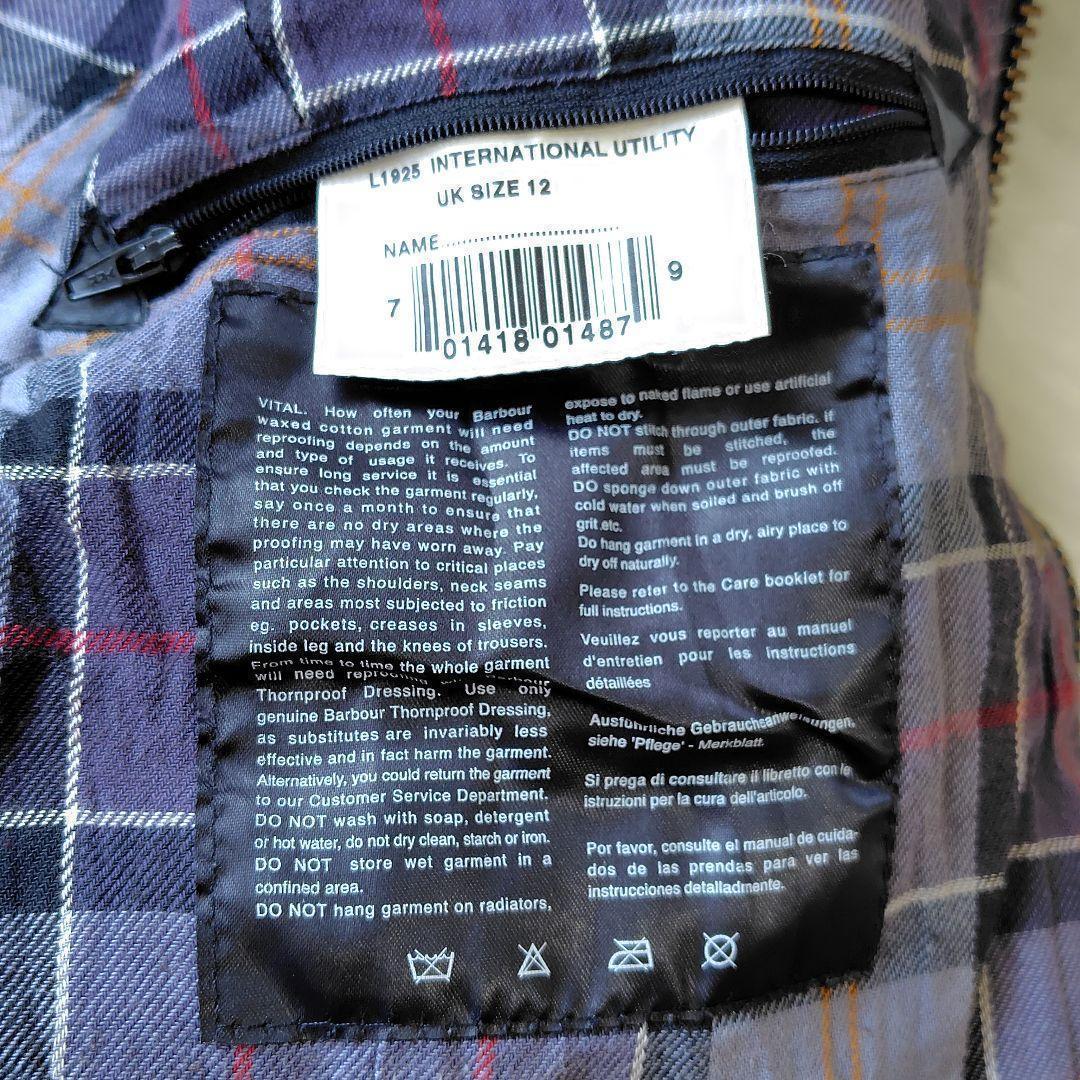 L1925 INTERNATIONAL UTILITY
UK SIZE 12
NAME..............................
7 01418 01487 9
VITAL. How often your Barbour
waxed cotton garment will need
reproofing depends on the amount
and type of usage it receives. To
ensure long service it is essential
that you check the garment regularly,
say once a month to ensure that
there are no dry areas where the
proofing may have worn away. Pay
particular attention to critical places
such as the shoulders, neck seams
and areas most subjected to friction
eg. pockets, creases in sleeves,
inside leg and the knees of trousers.
From time to time the whole garment
will need reproofing Barbour
Thornproof Dressing. Use only
genuine Barbour Thornproof Dressing,
as substitutes are invariably less
effective and in fact harm the garment.
Alternatively, you could return the garment
to our Customer Service Department.
DO NOT wash with soap, detergent
or hot water, do not dry clean, starch or iron.
DO NOT store wet garment in a
confined area.
DO NOT hang garment on radiators,
expose to naked flame or use artificial
heat to dry.
DO NOT stitch through outer fabric. If
items must be stitched, the
affected area must be reproofed.
DO sponge down outer fabric with
cold water when soiled and brush off
grit.etc.
Do hang garment in a dry, airy place to
dry off naturally.
Please refer to the Care booklet for
full instructions.
Veuillez vous reporter au manuel
d'entretien pour les instructions
détaillées
Ausführliche Gebrauchsanweisungen,
siehe 'Pflege' - Merkblatt.
Si prega di consultare il libretto con le
istruzioni per la cura dell'articolo.
Por favor, consulte el manual de cuida-
dos de las prendas para ver las
instrucciones detalladmente.